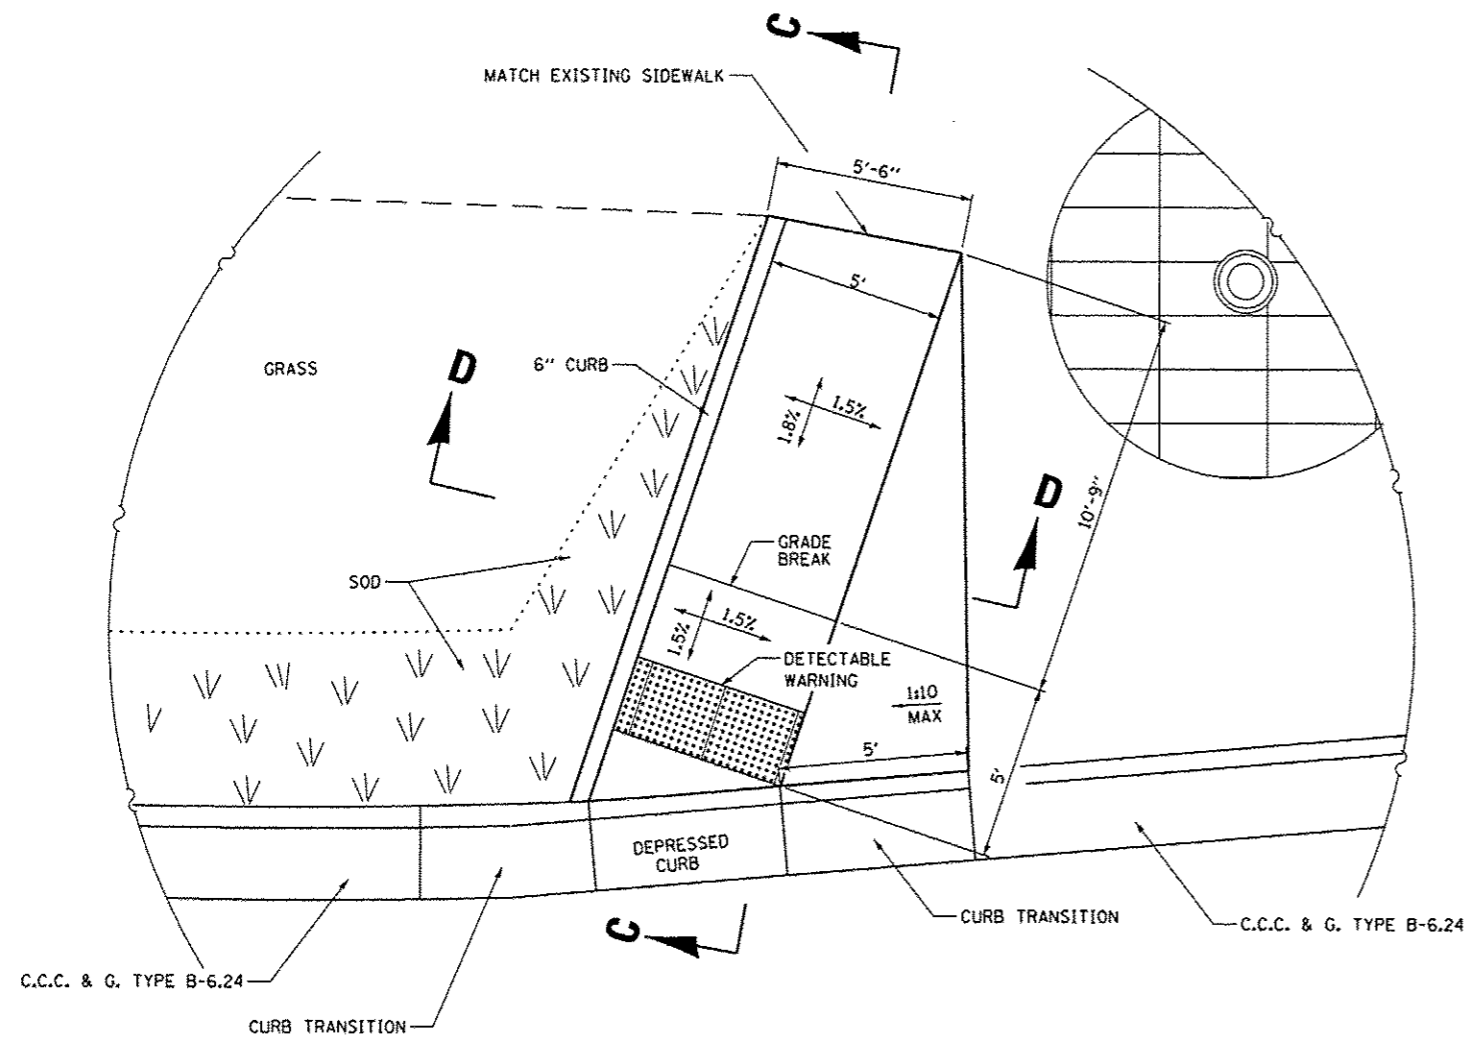 C
MATCH EXISTING SIDEWALK
5'-6"
5'
GRASS
D
6" CURB
1.8%
1.5%
D
10'-9"
GRADE
BREAK
SOD
1.5%
1.5%
DETECTABLE
WARNING
1:10
MAX
5'
5'
DEPRESSED
CURB
C
CURB TRANSITION
C.C.C. & G. TYPE B-6.24
C.C.C. & G. TYPE B-6.24
CURB TRANSITION